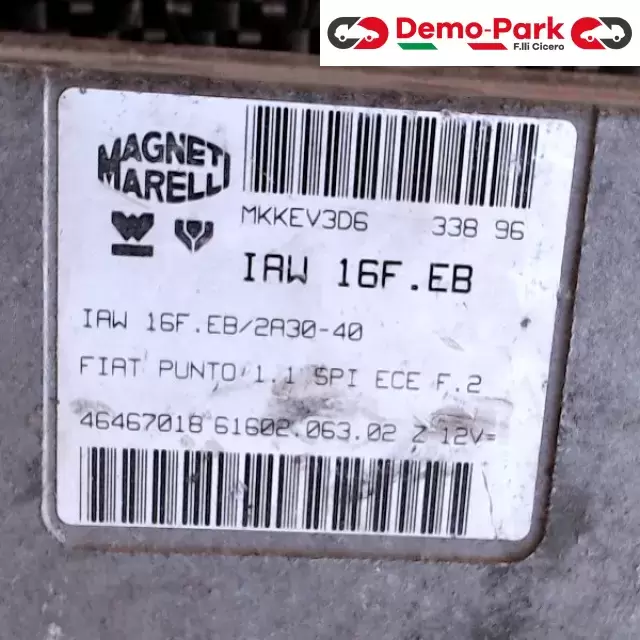 Demo-Park
F.lli Cicero
MAGNETI
MARELLI
MKKEV3D6 338 96
IAW 16F.EB
IAW 16F.EB/2A30-40
FIAT PUNTO 1.1 SPI ECE F.2
46467018 61602.063.02 Z 12V=